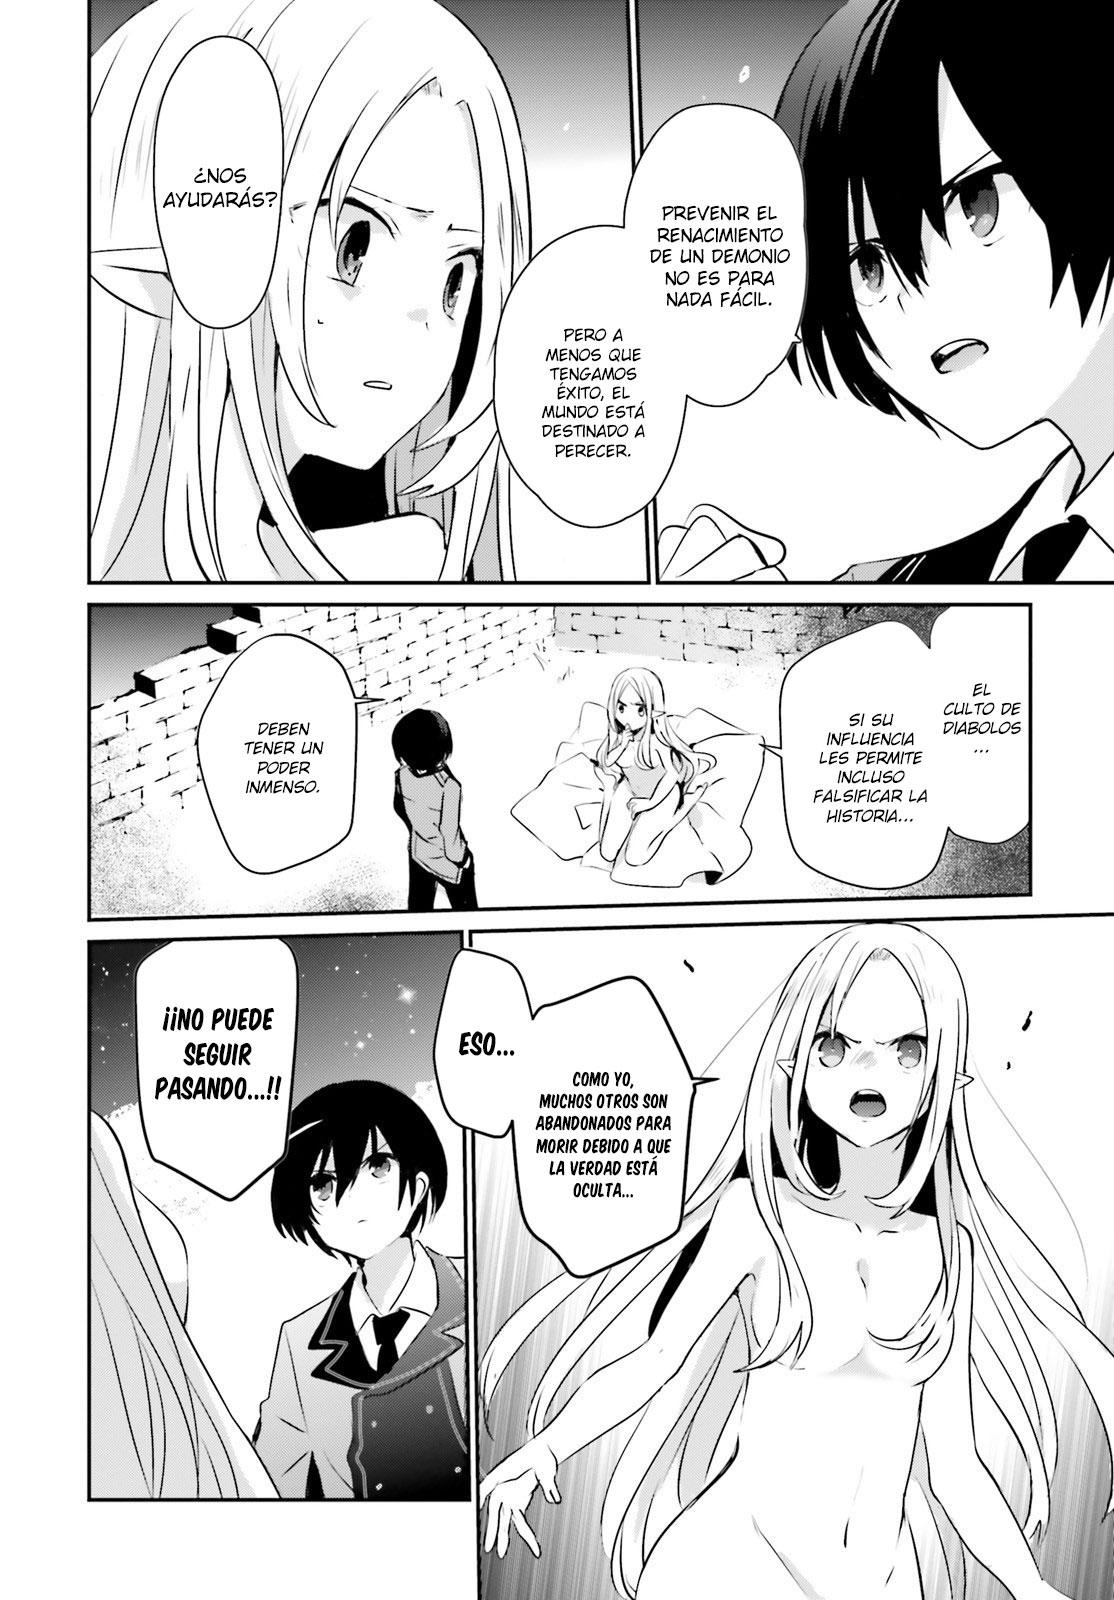 PREVENIR EL
RENACIMIENTO
DE UN DEMONIO
NO ES PARA
NADA FÁCIL.
PERO A
MENOS QUE
TENGAMOS
ÉXITO, EL
MUNDO ESTÁ
DESTINADO A
PERECER.
¿NOS
AYUDARÁS?
EL
CULTO DE
DIABOLOS
...
SI SU
INFLUENCIA
LES PERMITE
INCLUSO
FALSIFICAR LA
HISTORIA...
DEBEN
TENER UN
PODER
INMENSO.
COMO YO,
MUCHOS OTROS SON
ABANDONADOS PARA
MORIR DEBIDO A QUE
LA VERDAD ESTÁ
OCULTA...
ESO...
¡¡NO PUEDE
SEGUIR
PASANDO...!!